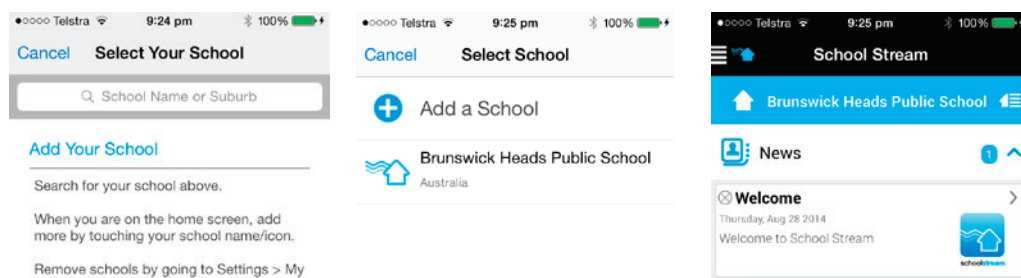 Telstra 9:24 pm 100%
Cancel Select Your School
School Name or Suburb
Add Your School
Search for your school above.
When you are on the home screen, add
more by touching your school name/icon.
Remove schools by going to Settings > My
Telstra 9:25 pm 100%
Cancel Select School
Add a School
Brunswick Heads Public School
Australia
Telstra 9:25 pm 100%
School Stream
Brunswick Heads Public School
News 1
Welcome
Thursday, Aug 28 2014
Welcome to School Stream
schoolstream